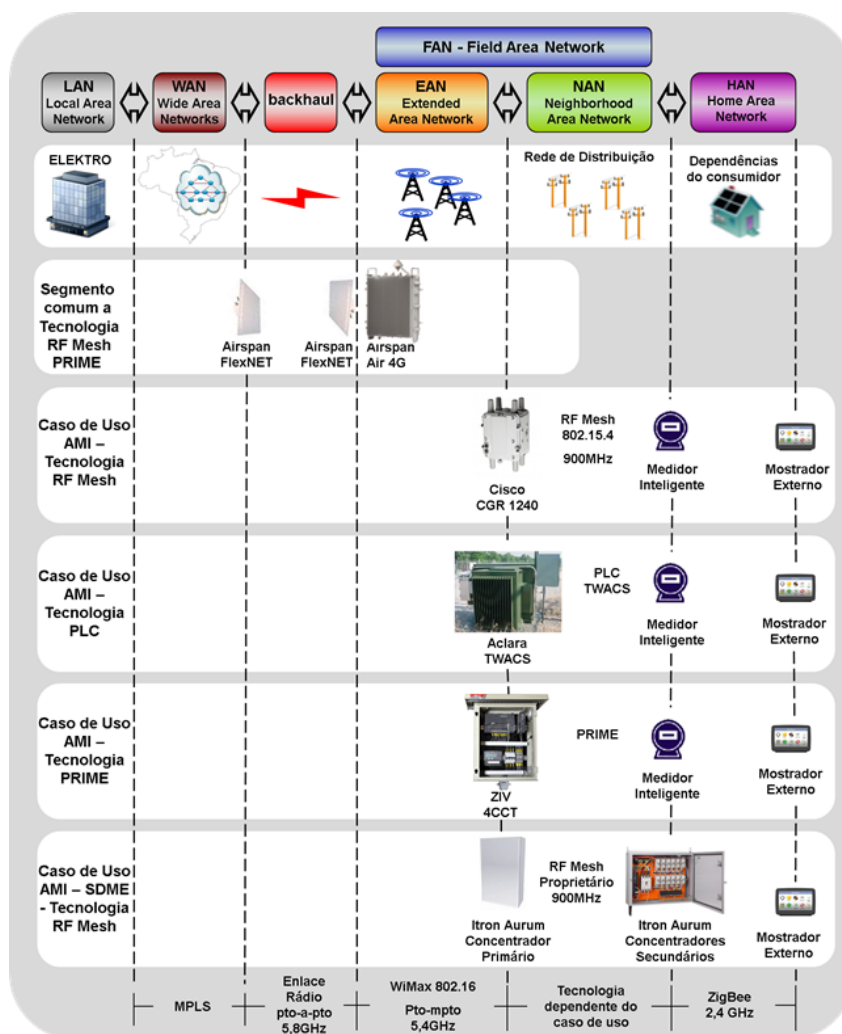 FAN - Field Area Network
LAN
Local Area
Network
WAN
Wide Area
Networks
backhaul
EAN
Extended
Area Network
NAN
Neighborhood
Area Network
HAN
Home Area
Network
ELEKTRO
Rede de Distribuição
Dependências
do consumidor
Segmento
comum a
Tecnologia
RF Mesh
PRIME
Airspan
FlexNET
Airspan
FlexNET
Airspan
Air 4G
Caso de Uso
AMI –
Tecnologia
RF Mesh
Cisco
CGR 1240
RF Mesh
802.15.4
900MHz
Medidor
Inteligente
Mostrador
Externo
Caso de Uso
AMI –
Tecnologia
PLC
Aclara
TWACS
PLC
TWACS
Medidor
Inteligente
Mostrador
Externo
Caso de Uso
AMI –
Tecnologia
PRIME
ZIV
4CCT
PRIME
Medidor
Inteligente
Mostrador
Externo
Caso de Uso
AMI – SDME
- Tecnologia
RF Mesh
Itron Aurum
Concentrador
Primário
RF Mesh
Proprietário
900MHz
Itron Aurum
Concentradores
Secundários
Mostrador
Externo
MPLS
Enlace
Rádio
pto-a-pto
5,8GHz
WiMax 802.16
Pto-mpto
5,4GHz
Tecnologia
dependente do
caso de uso
ZigBee
2,4 GHz